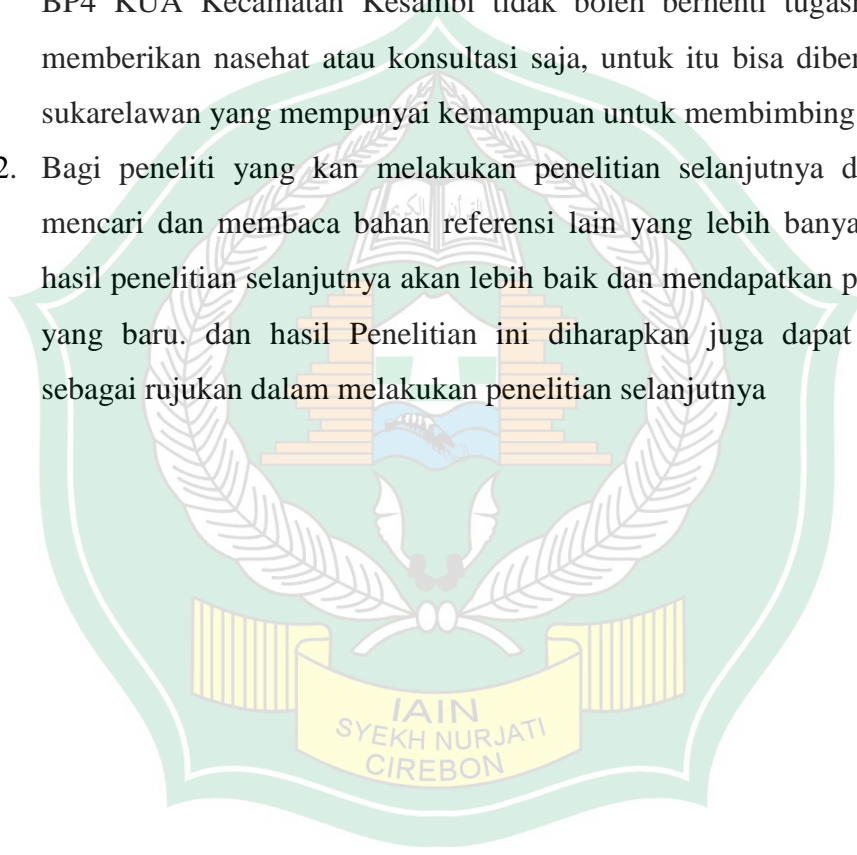 BP4 KUA Kecamatan Kesambi tidak boleh berhenti
memberikan nasehat atau konsultasi saja, untuk itu bisa
sukarelawan yang mempunyai kemampuan untuk membimbing
2. Bagi peneliti yang kan melakukan penelitian selanjutnya
mencari dan membaca bahan referensi lain yang lebih
hasil penelitian selanjutnya akan lebih baik dan mendapatkan
yang baru. dan hasil Penelitian ini diharapkan juga dapat
sebagai rujukan dalam melakukan penelitian selanjutnya
IAIN
SYEKH NURJATI
CIREBON